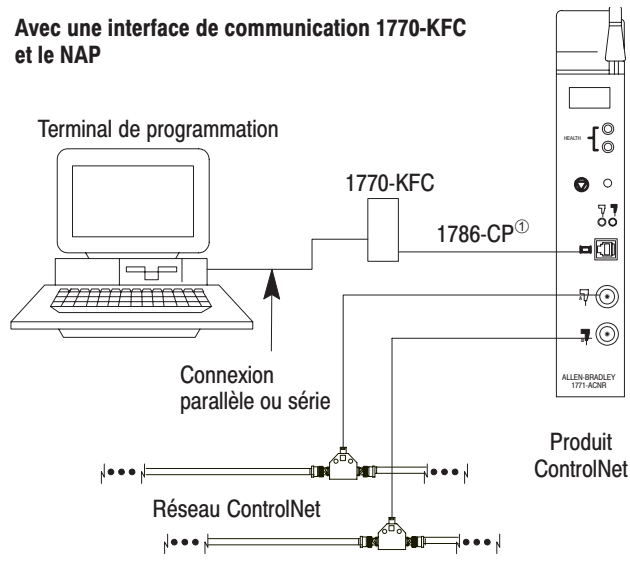 Avec une interface de communication 1770-KFC
et le NAP
Terminal de programmation
HEALTH
1770-KFC
1786-CP①
A
B
Connexion
parallèle ou série
ALLEN-BRADLEY
1771-ACNR
Produit
ControlNet
Réseau ControlNet